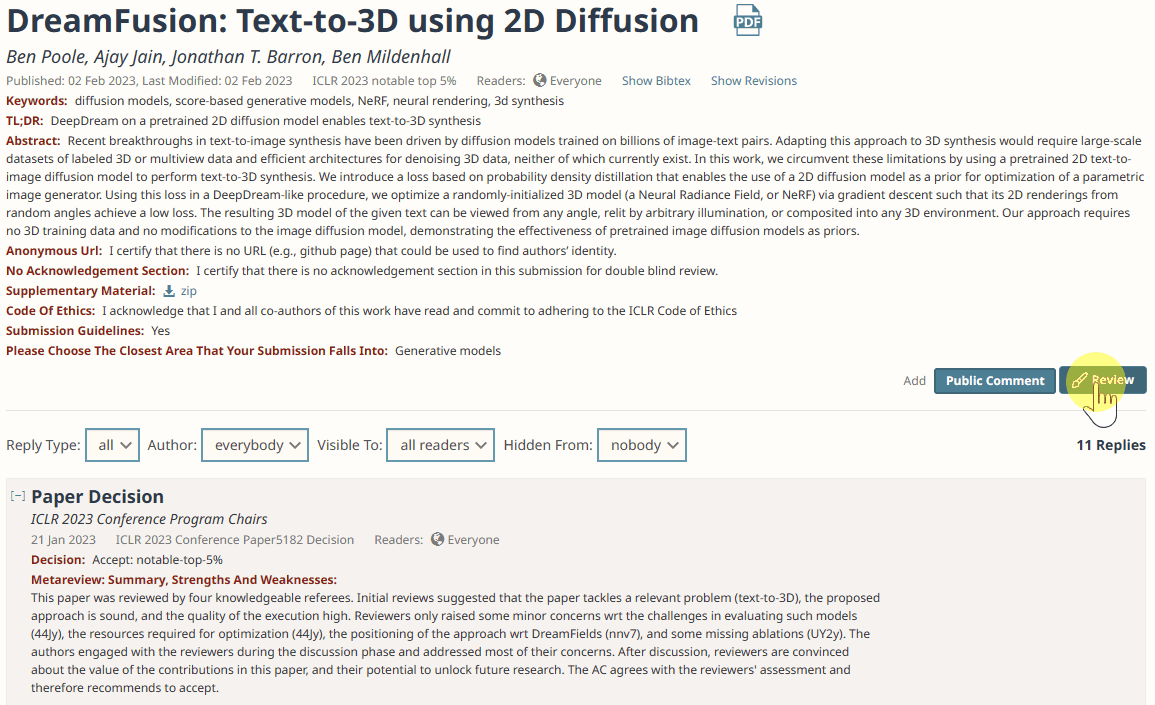 DreamFusion: Text-to-3D using 2D Diffusion PDF
Ben Poole, Ajay Jain, Jonathan T. Barron, Ben Mildenhall
Published: 02 Feb 2023, Last Modified: 02 Feb 2023 ICLR 2023 notable top 5% Readers: Everyone Show Bibtex Show Revisions
Keywords: diffusion models, score-based generative models, NeRF, neural rendering, 3d synthesis
TL;DR: DeepDream on a pretrained 2D diffusion model enables text-to-3D synthesis
Abstract: Recent breakthroughs in text-to-image synthesis have been driven by diffusion models trained on billions of image-text pairs. Adapting this approach to 3D synthesis would require large-scale
datasets of labeled 3D or multiview data and efficient architectures for denoising 3D data, neither of which currently exist. In this work, we circumvent these limitations by using a pretrained 2D text-to-
image diffusion model to perform text-to-3D synthesis. We introduce a loss based on probability density distillation that enables the use of a 2D diffusion model as a prior for optimization of a parametric
image generator. Using this loss in a DeepDream-like procedure, we optimize a randomly-initialized 3D model (a Neural Radiance Field, or NeRF) via gradient descent such that its 2D renderings from
random angles achieve a low loss. The resulting 3D model of the given text can be viewed from any angle, relit by arbitrary illumination, or composited into any 3D environment. Our approach requires
no 3D training data and no modifications to the image diffusion model, demonstrating the effectiveness of pretrained image diffusion models as priors.
Anonymous Url: I certify that there is no URL (e.g., github page) that could be used to find authors’ identity.
No Acknowledgement Section: I certify that there is no acknowledgement section in this submission for double blind review.
Supplementary Material: zip
Code Of Ethics: I acknowledge that I and all co-authors of this work have read and commit to adhering to the ICLR Code of Ethics
Submission Guidelines: Yes
Please Choose The Closest Area That Your Submission Falls Into: Generative models
Add Public Comment Review
Reply Type: all Author: everybody Visible To: all readers Hidden From: nobody 11 Replies
[−] Paper Decision
ICLR 2023 Conference Program Chairs
21 Jan 2023 ICLR 2023 Conference Paper5182 Decision Readers: Everyone
Decision: Accept: notable-top-5%
Metareview: Summary, Strengths And Weaknesses:
This paper was reviewed by four knowledgeable referees. Initial reviews suggested that the paper tackles a relevant problem (text-to-3D), the proposed
approach is sound, and the quality of the execution high. Reviewers only raised some minor concerns wrt the challenges in evaluating such models
(44Jy), the resources required for optimization (44Jy), the positioning of the approach wrt DreamFields (nnv7), and some missing ablations (UY2y). The
authors engaged with the reviewers during the discussion phase and addressed most of their concerns. After discussion, reviewers are convinced
about the value of the contributions in this paper, and their potential to unlock future research. The AC agrees with the reviewers' assessment and
therefore recommends to accept.